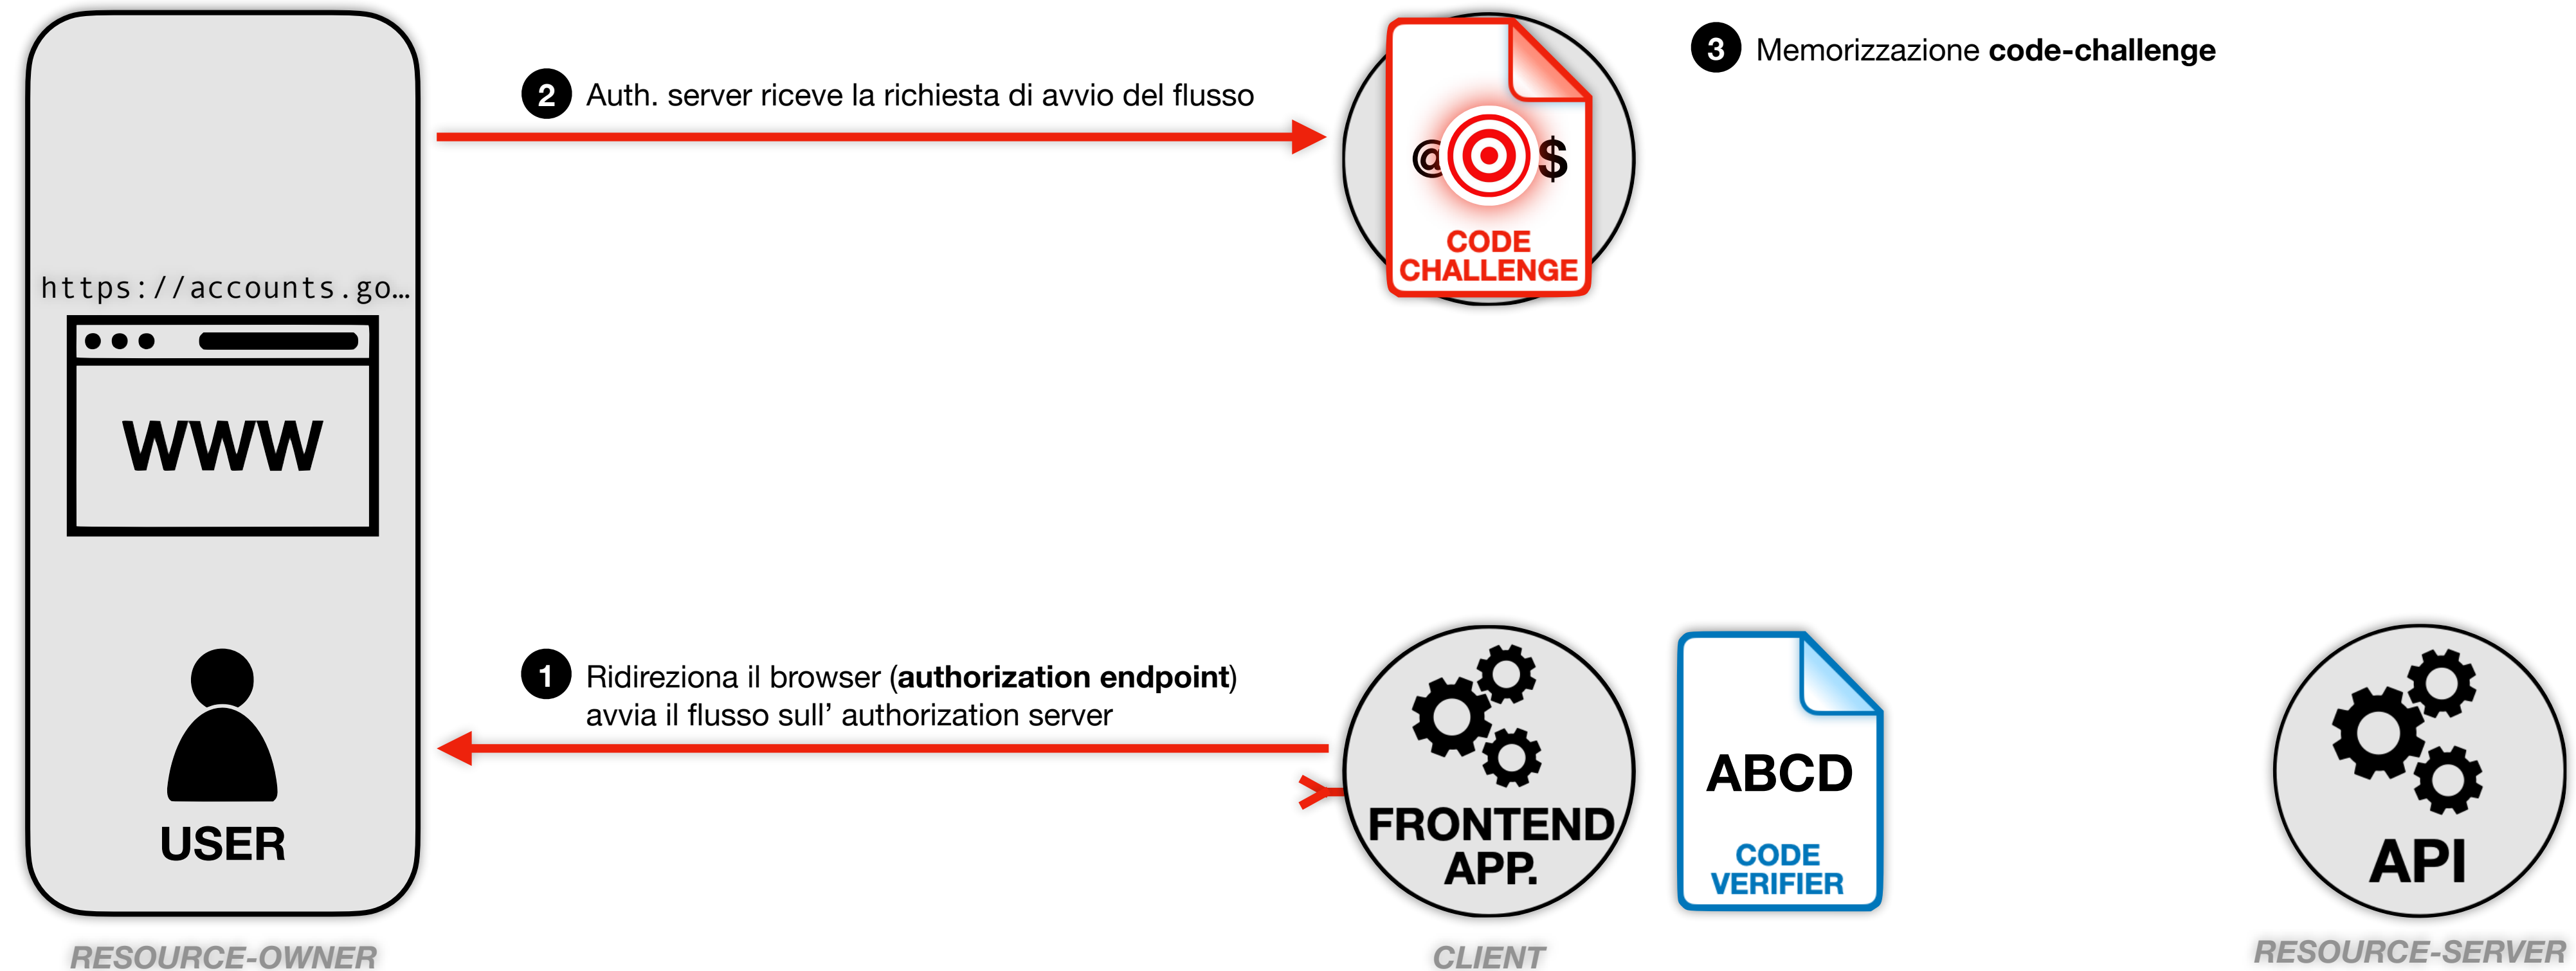 2 Auth. server riceve la richiesta di avvio del flusso
3 Memorizzazione code-challenge
@ $
CODE
CHALLENGE
https://accounts.go…
WWW
1 Ridireziona il browser (authorization endpoint)
avvia il flusso sull’ authorization server
USER
FRONTEND
APP.
ABCD
CODE
VERIFIER
API
RESOURCE-OWNER
CLIENT
RESOURCE-SERVER